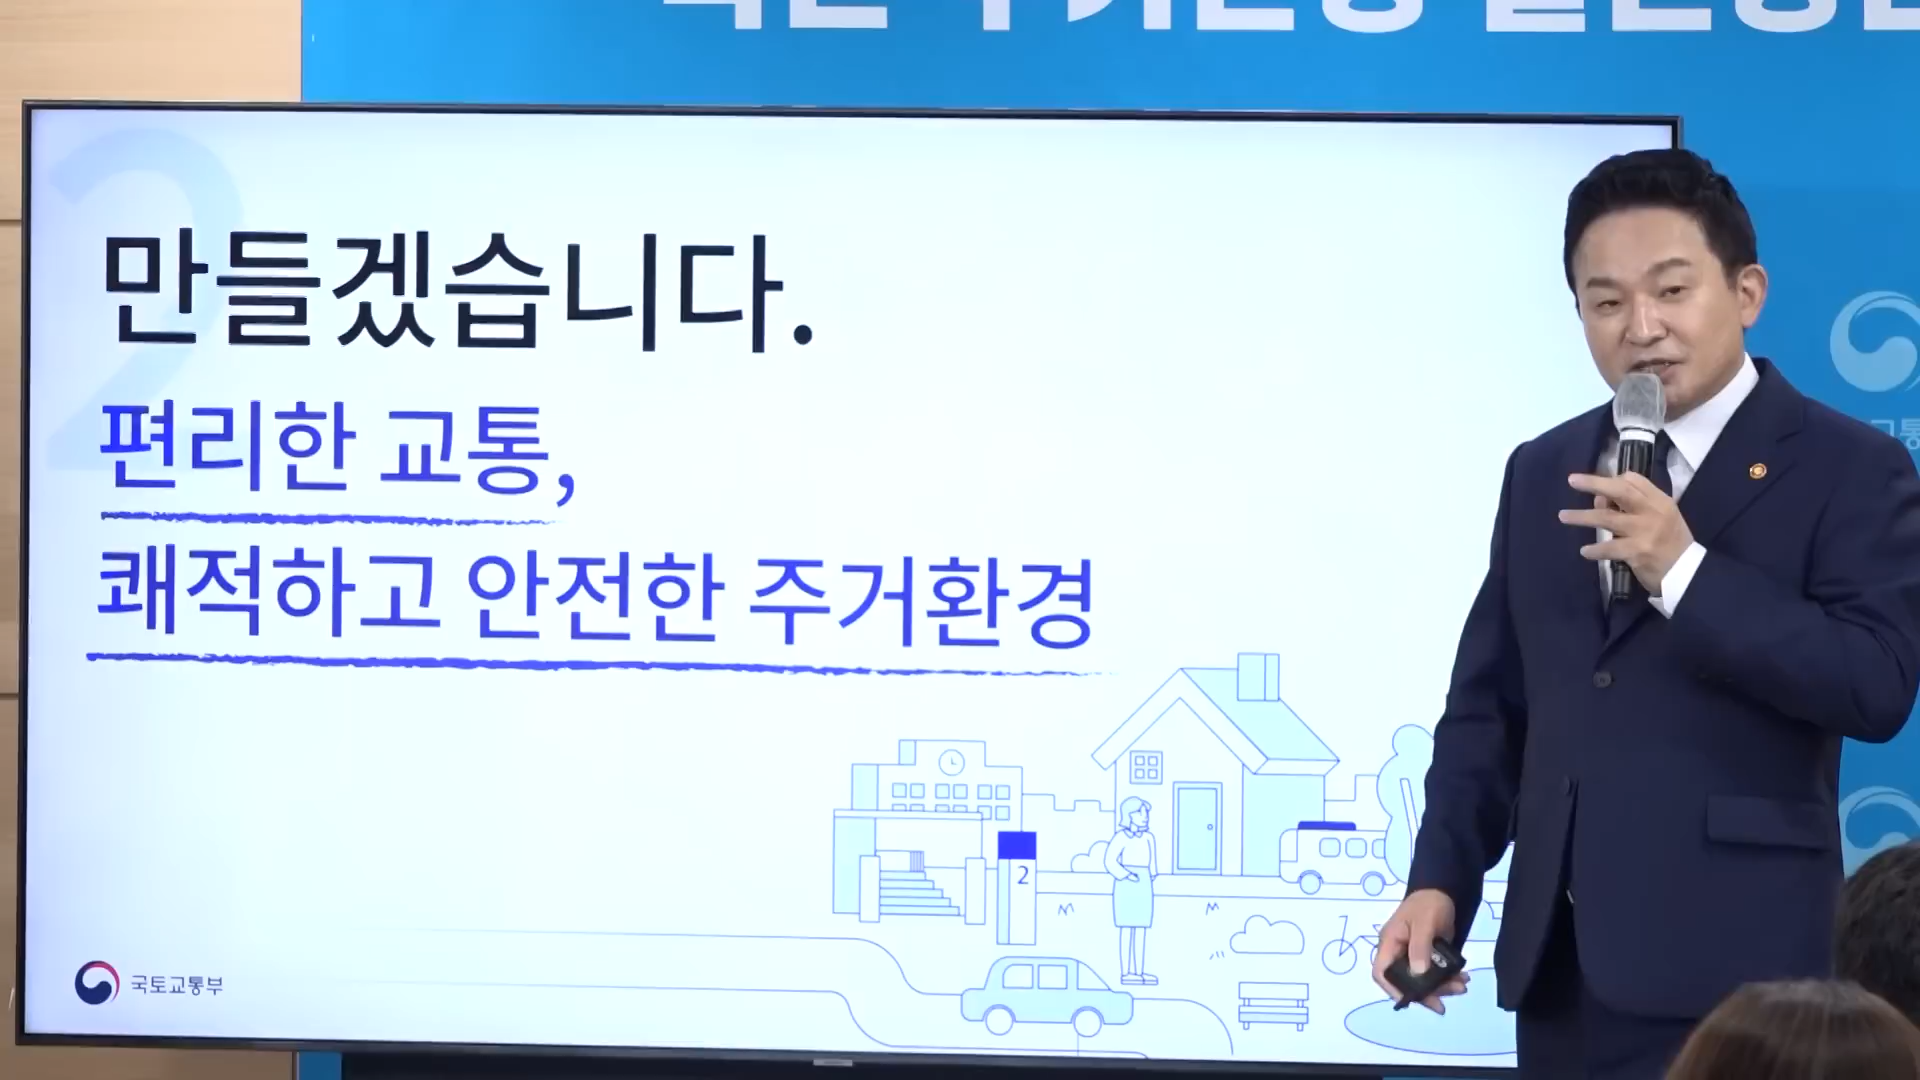 만들겠습니다.
편리한 교통,
쾌적하고 안전한 주거환경
2
2
국토교통부